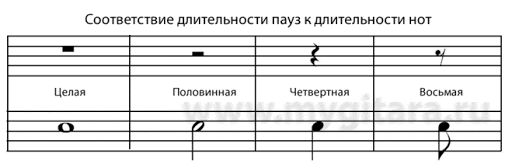 Соответствие длительности пауз к длительности нот
Целая Половинная Четвертная Восьмая
www.mygitara.ru